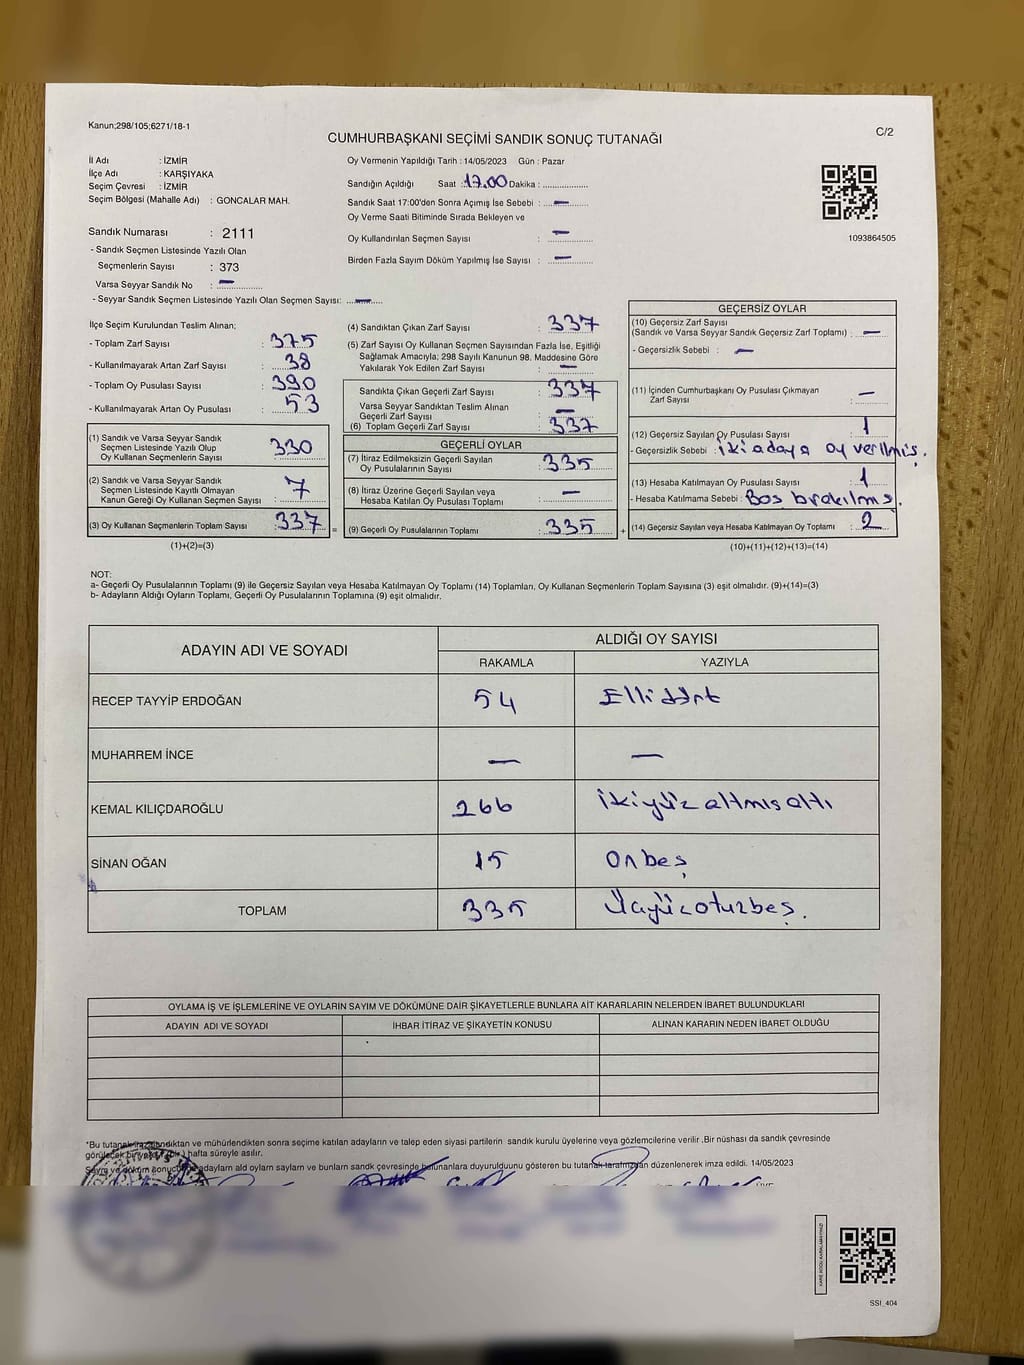 Kanun;298/105;6271/18-1
C/2
CUMHURBAŞKANI SEÇİMİ SANDIK SONUÇ TUTANAĞI
İl Adı : İZMİR
İlçe Adı : KARŞIYAKA
Seçim Çevresi : İZMİR
Seçim Bölgesi (Mahalle Adı) : GONCALAR MAH.
Sandık Numarası : 2111
- Sandık Seçmen Listesinde Yazılı Olan
Seçmenlerin Sayısı : 373
Varsa Seyyar Sandık No : —
- Seyyar Sandık Seçmen Listesinde Yazılı Olan Seçmen Sayısı: —
Oy Vermenin Yapıldığı Tarih : 14/05/2023 Gün : Pazar
Sandığın Açıldığı Saat : 17.00 Dakika : ..............
Sandık Saat 17:00'den Sonra Açımış İse Sebebi : —
Oy Verme Saati Bitiminde Sırada Bekleyen ve
Oy Kullandırılan Seçmen Sayısı : —
Birden Fazla Sayım Döküm Yapılmış İse Sayısı : —
1093864505
İlçe Seçim Kurulundan Teslim Alınan;
- Toplam Zarf Sayısı : 375
- Kullanılmayarak Artan Zarf Sayısı : 38
- Toplam Oy Pusulası Sayısı : 390
- Kullanılmayarak Artan Oy Pusulası : 53
(1) Sandık ve Varsa Seyyar Sandık
Seçmen Listesinde Yazılı Olup
Oy Kullanan Seçmenlerin Sayısı 330
(2) Sandık ve Varsa Seyyar Sandık
Seçmen Listesinde Kayıtlı Olmayan
Kanun Gereği Oy Kullanan Seçmen Sayısı : 7
(3) Oy Kullanan Seçmenlerin Toplam Sayısı : 337 =
(1)+(2)=(3)
(4) Sandıktan Çıkan Zarf Sayısı : 337
(5) Zarf Sayısı Oy Kullanan Seçmen Sayısından Fazla İse, Eşitliği
Sağlamak Amacıyla; 298 Sayılı Kanunun 98. Maddesine Göre
Yakılarak Yok Edilen Zarf Sayısı : —
Sandıkta Çıkan Geçerli Zarf Sayısı : 337
Varsa Seyyar Sandıktan Teslim Alınan
Geçerli Zarf Sayısı : —
(6) Toplam Geçerli Zarf Sayısı : 337
GEÇERLİ OYLAR
(7) İtiraz Edilmeksizin Geçerli Sayılan
Oy Pusulalarının Sayısı : 335
(8) İtiraz Üzerine Geçerli Sayılan veya
Hesaba Katılan Oy Pusulalarının Toplamı : —
(9) Geçerli Oy Pusulalarının Toplamı : 335 +
GEÇERSİZ OYLAR
(10) Geçersiz Zarf Sayısı
(Sandık ve Varsa Seyyar Sandık Geçersiz Zarf Toplamı) : —
- Geçersizlik Sebebi : —
(11) İçinden Cumhurbaşkanı Oy Pusulası Çıkmayan
Zarf Sayısı : —
(12) Geçersiz Sayılan Oy Pusulası Sayısı : 1
- Geçersizlik Sebebi : iki adaya oy verilmiş.
(13) Hesaba Katılmayan Oy Pusulası Sayısı : 1
- Hesaba Katılmama Sebebi : Boş bırakılmış.
(14) Geçersiz Sayılan veya Hesaba Katılmayan Oy Toplamı : 2
(10)+(11)+(12)+(13)=(14)
NOT:
a- Geçerli Oy Pusulalarının Toplamı (9) ile Geçersiz Sayılan veya Hesaba Katılmayan Oy Toplamı (14) Toplamları, Oy Kullanan Seçmenlerin Toplam Sayısına (3) eşit olmalıdır. (9)+(14)=(3)
b- Adayların Aldığı Oyların Toplamı, Geçerli Oy Pusulalarının Toplamına (9) eşit olmalıdır.
ADAYIN ADI VE SOYADI
ALDIĞI OY SAYISI
RAKAMLA YAZIYLA
RECEP TAYYİP ERDOĞAN 54 Ellidört
MUHARREM İNCE — —
KEMAL KILIÇDAROĞLU 266 ikiyüz altmış altı
SİNAN OĞAN 15 Onbeş
TOPLAM 335 Üçyüzotuzbeş.
OYLAMA İŞ VE İŞLEMLERİNE VE OYLARIN SAYIM VE DÖKÜMÜNE DAİR ŞİKAYETLERLE BUNLARA AİT KARARLARIN NELERDEN İBARET BULUNDUKLARI
ADAYIN ADI VE SOYADI İHBAR İTİRAZ VE ŞİKAYETİN KONUSU ALINAN KARARIN NEDEN İBARET OLDUĞU
*Bu tutanak imzalandıktan ve mühürlendikten sonra seçime katılan adayların ve talep eden siyasi partilerin sandık kurulu üyelerine veya gözlemcilerine verilir .Bir nüshası da sandık çevresinde
görülecek bir yere ( bir ) hafta süreyle asılır.
Sayım ve döküm sonucunda adayların ald oyları saylam ve bunların sandk çevresinde bulunanlara duyurulduunu gösteren bu tutanak tarafmzdan düzenlenerek imza edildi. 14/05/2023
ÜYE
SSI_404